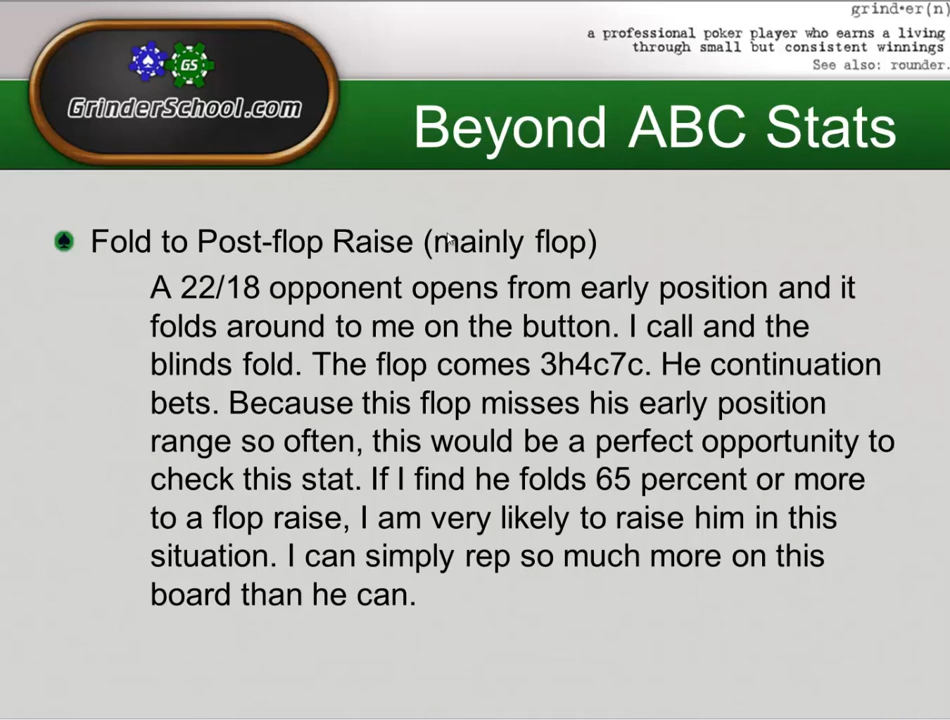 grind•er(n)
a professional poker player who earns a living
through small but consistent winnings
See also: rounder.
GS
GrinderSchool.com
Beyond ABC Stats
Fold to Post-flop Raise (mainly flop)
A 22/18 opponent opens from early position and it
folds around to me on the button. I call and the
blinds fold. The flop comes 3h4c7c. He continuation
bets. Because this flop misses his early position
range so often, this would be a perfect opportunity to
check this stat. If I find he folds 65 percent or more
to a flop raise, I am very likely to raise him in this
situation. I can simply rep so much more on this
board than he can.